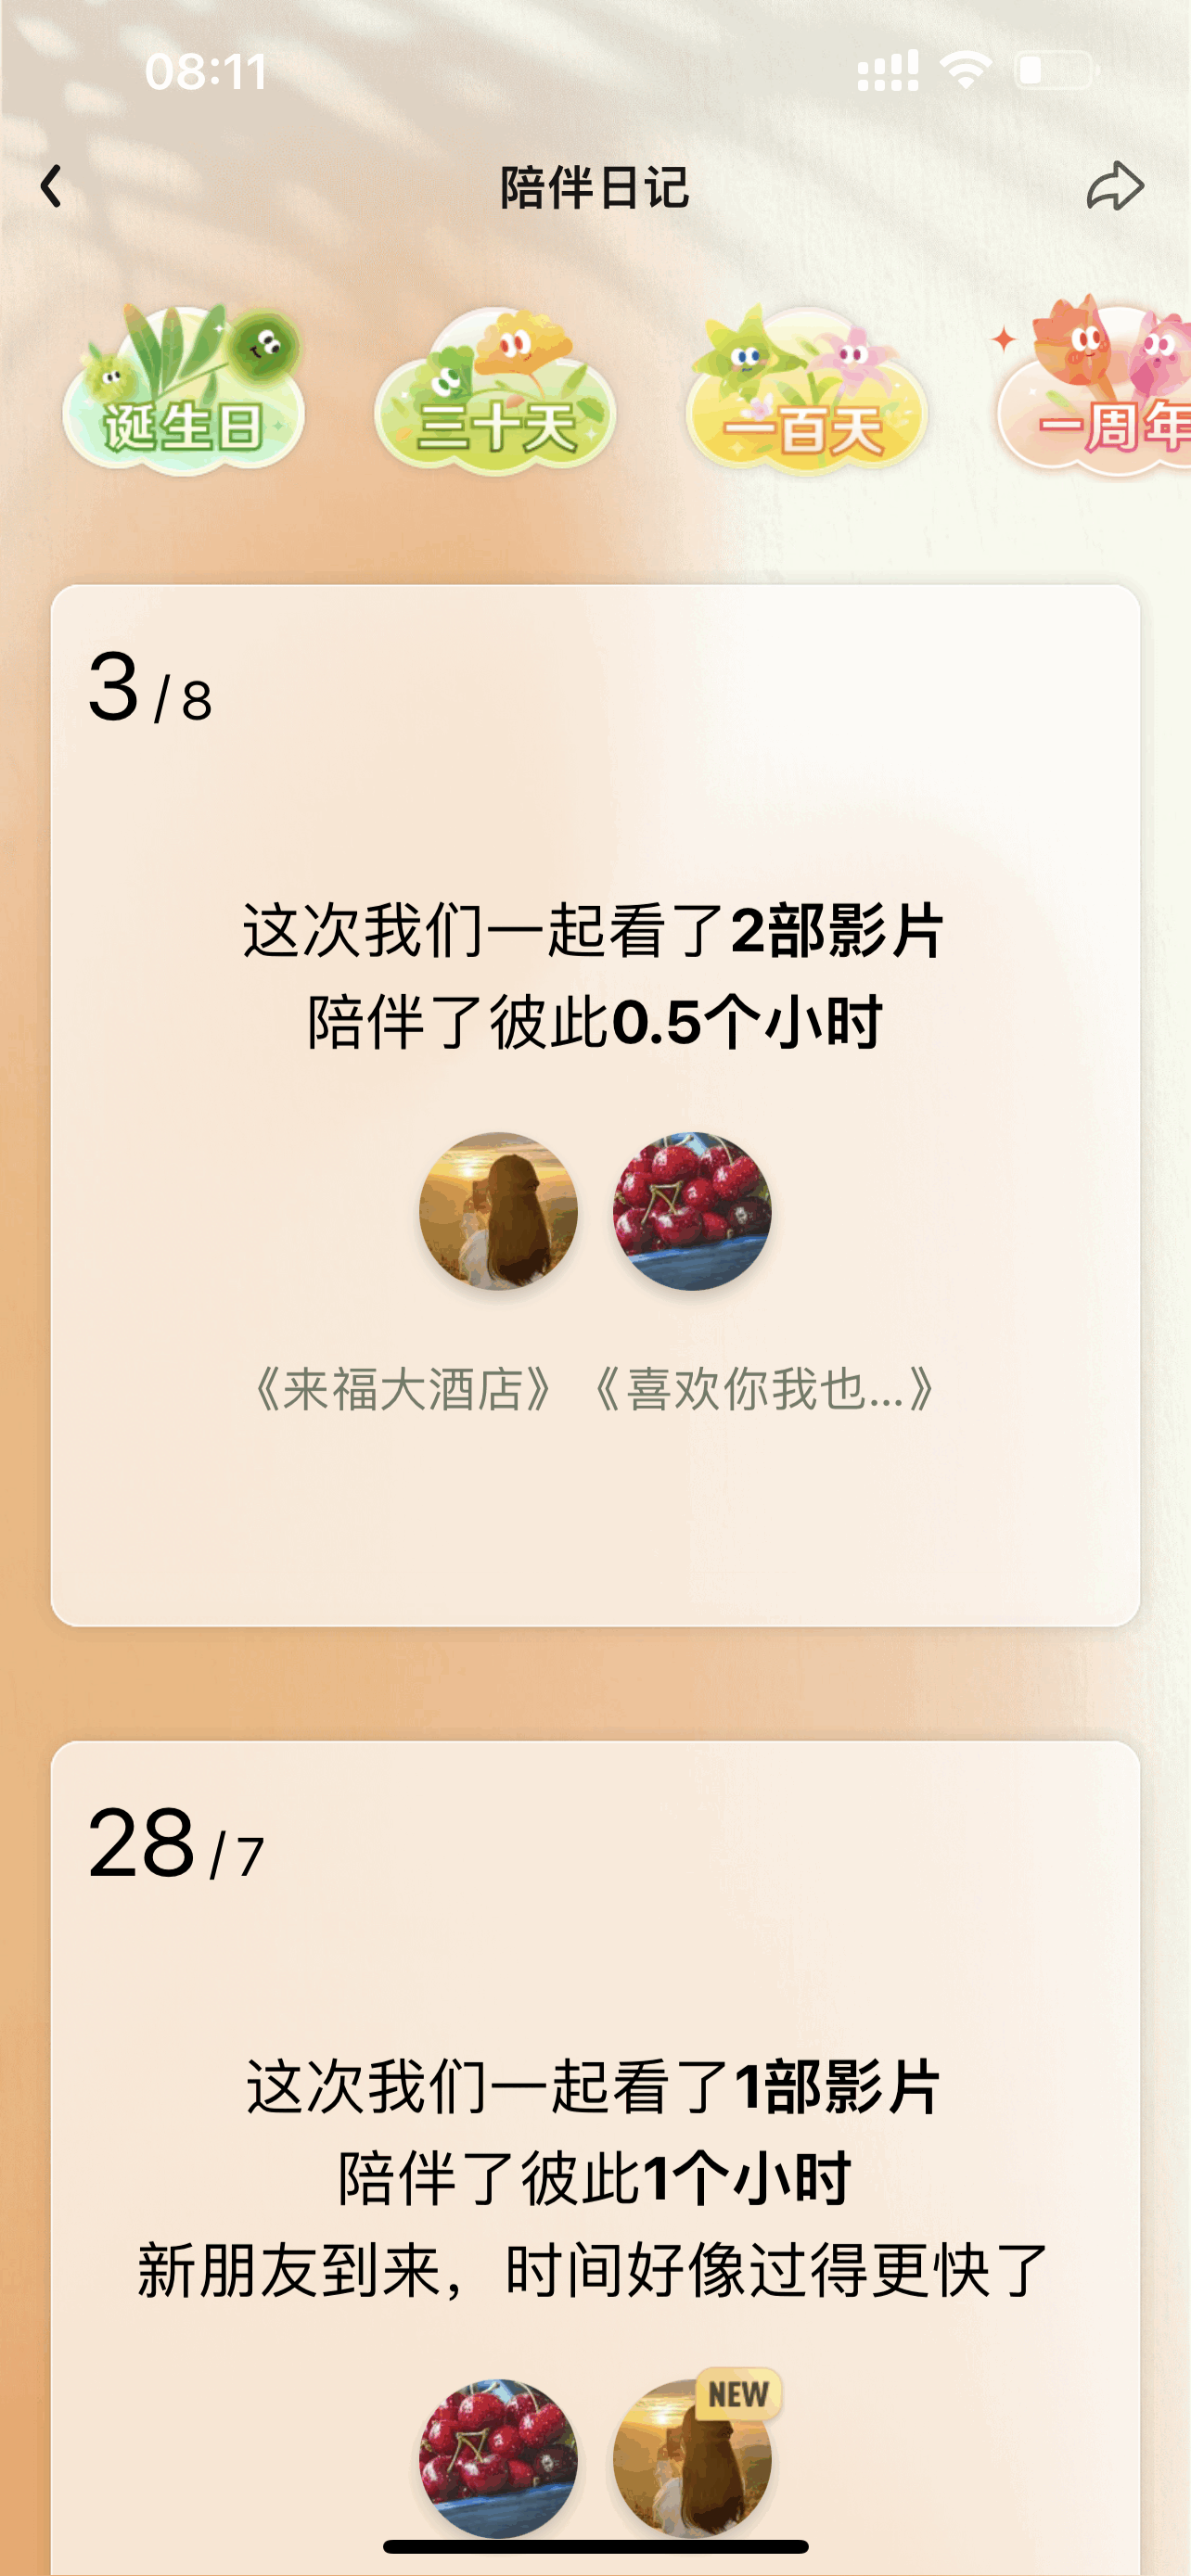 08:11
陪伴日记
诞生日
三十天
一百天
一周年
3/8
这次我们一起看了2部影片
陪伴了彼此0.5个小时
《来福大酒店》《喜欢你我也...》
28/7
这次我们一起看了1部影片
陪伴了彼此1个小时
新朋友到来，时间好像过得更快了
NEW